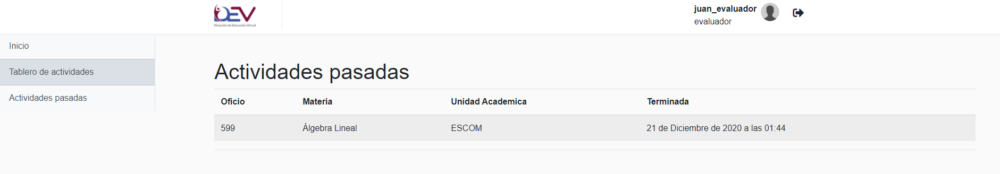 DEV
Dirección de Educación Virtual
juan_evaluador
evaluador
Inicio
Tablero de actividades
Actividades pasadas
Actividades pasadas
Oficio Materia Unidad Academica Terminada
599 Álgebra Lineal ESCOM 21 de Diciembre de 2020 a las 01:44